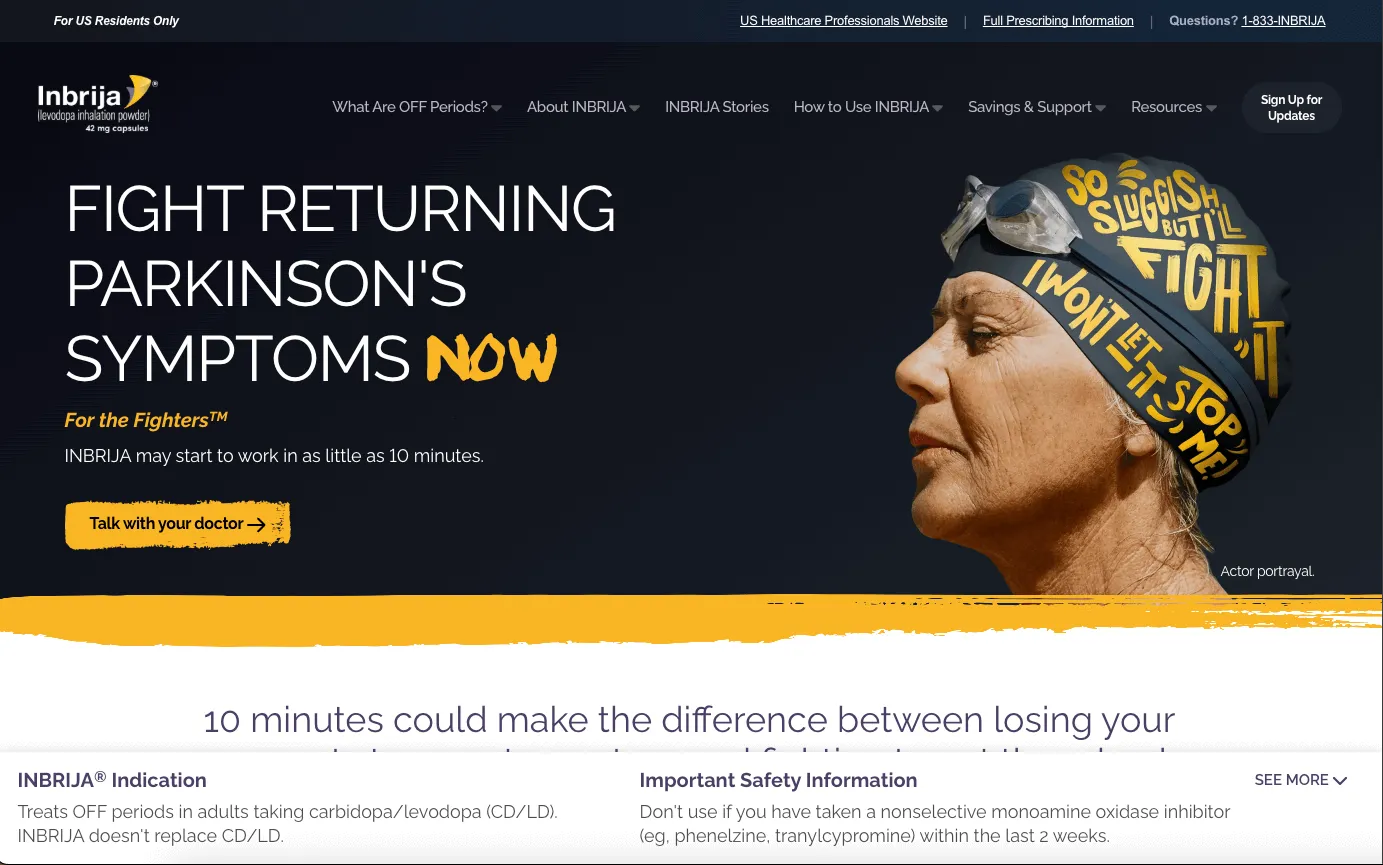 For US Residents Only
US Healthcare Professionals Website | Full Prescribing Information | Questions? 1-833-INBRIJA
Inbrija®
(levodopa inhalation powder)
42 mg capsules
What Are OFF Periods? About INBRIJA INBRIJA Stories How to Use INBRIJA Savings & Support Resources
Sign Up for
Updates
FIGHT RETURNING
PARKINSON'S
SYMPTOMS NOW
For the Fighters™
INBRIJA may start to work in as little as 10 minutes.
Talk with your doctor →
SO
SLUGGISH
BUT I'LL
FIGHT
IT
I WON'T
LET
IT
STOP
ME!
Actor portrayal.
10 minutes could make the difference between losing your
INBRIJA® Indication
Treats OFF periods in adults taking carbidopa/levodopa (CD/LD).
INBRIJA doesn't replace CD/LD.
Important Safety Information
SEE MORE
Don't use if you have taken a nonselective monoamine oxidase inhibitor
(eg, phenelzine, tranylcypromine) within the last 2 weeks.